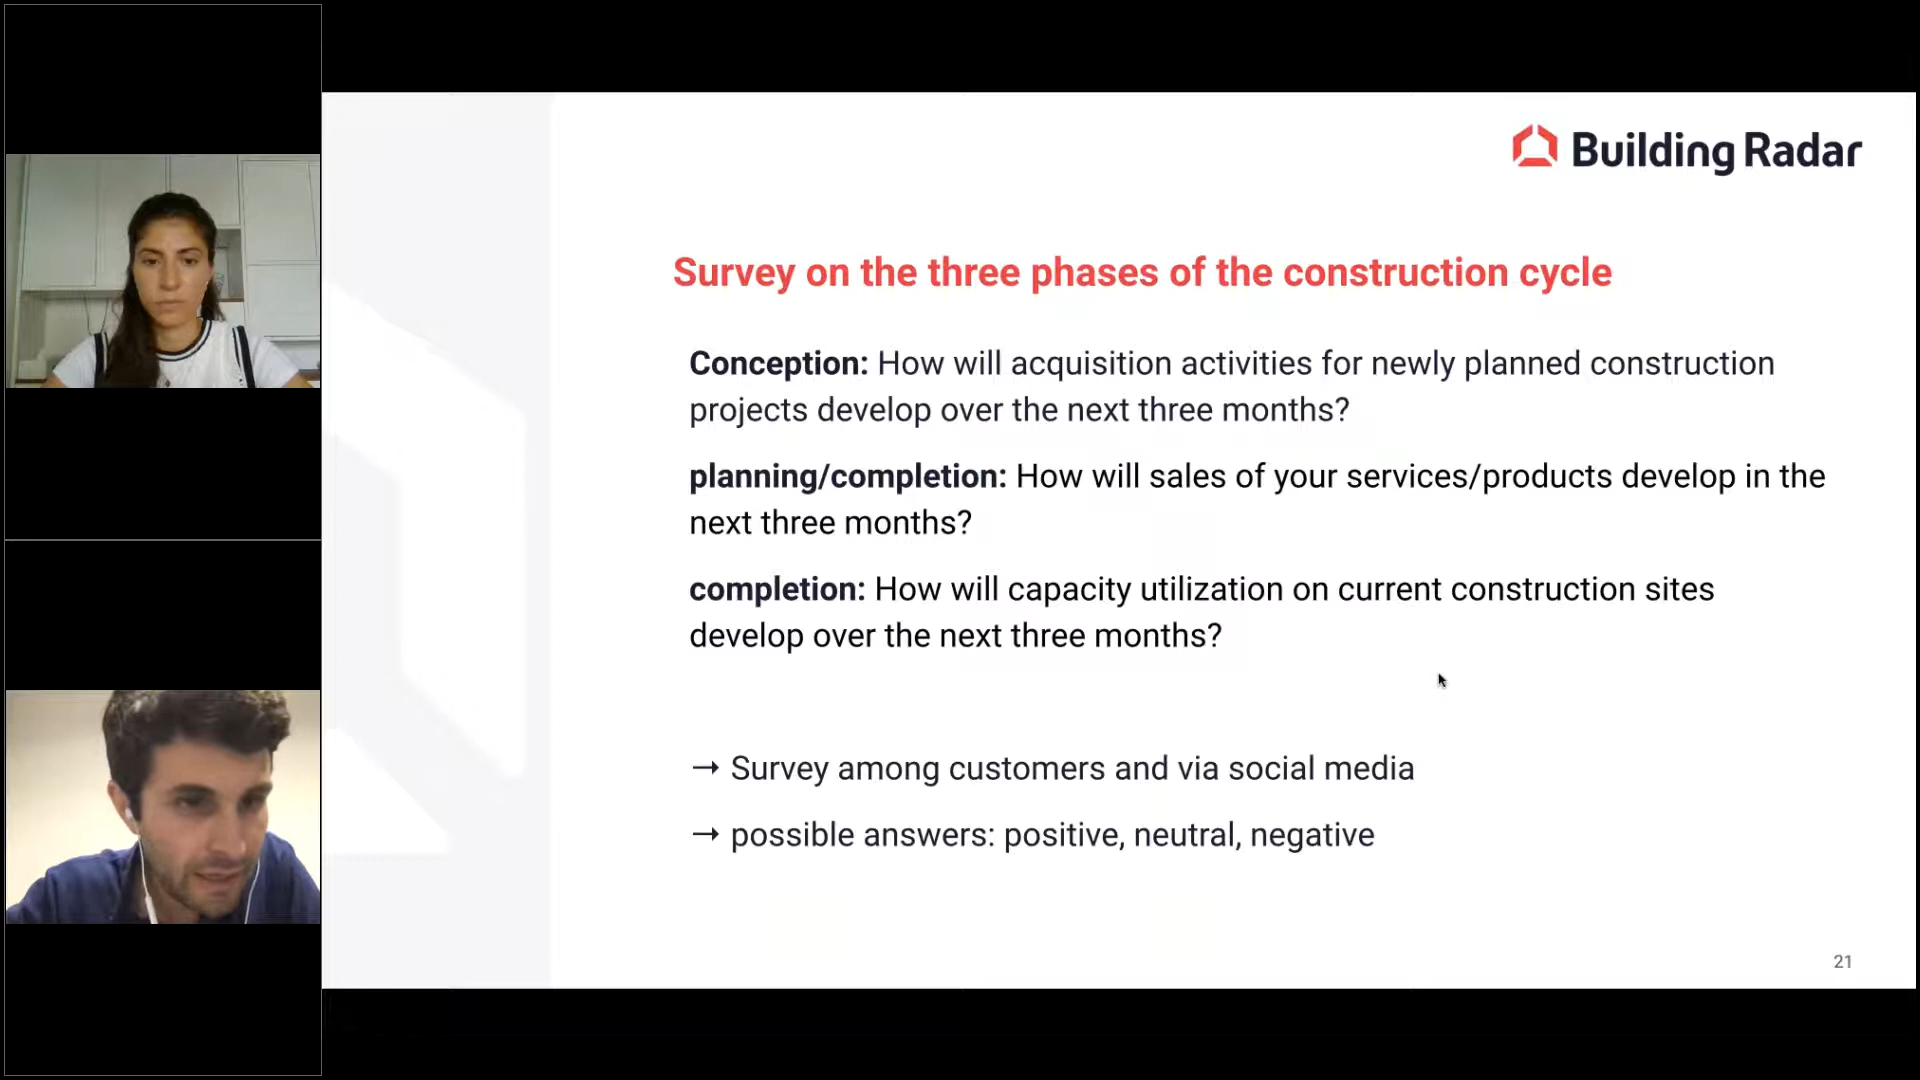 Building Radar
Survey on the three phases of the construction cycle
Conception: How will acquisition activities for newly planned construction
projects develop over the next three months?
planning/completion: How will sales of your services/products develop in the
next three months?
completion: How will capacity utilization on current construction sites
develop over the next three months?
→ Survey among customers and via social media
→ possible answers: positive, neutral, negative
21